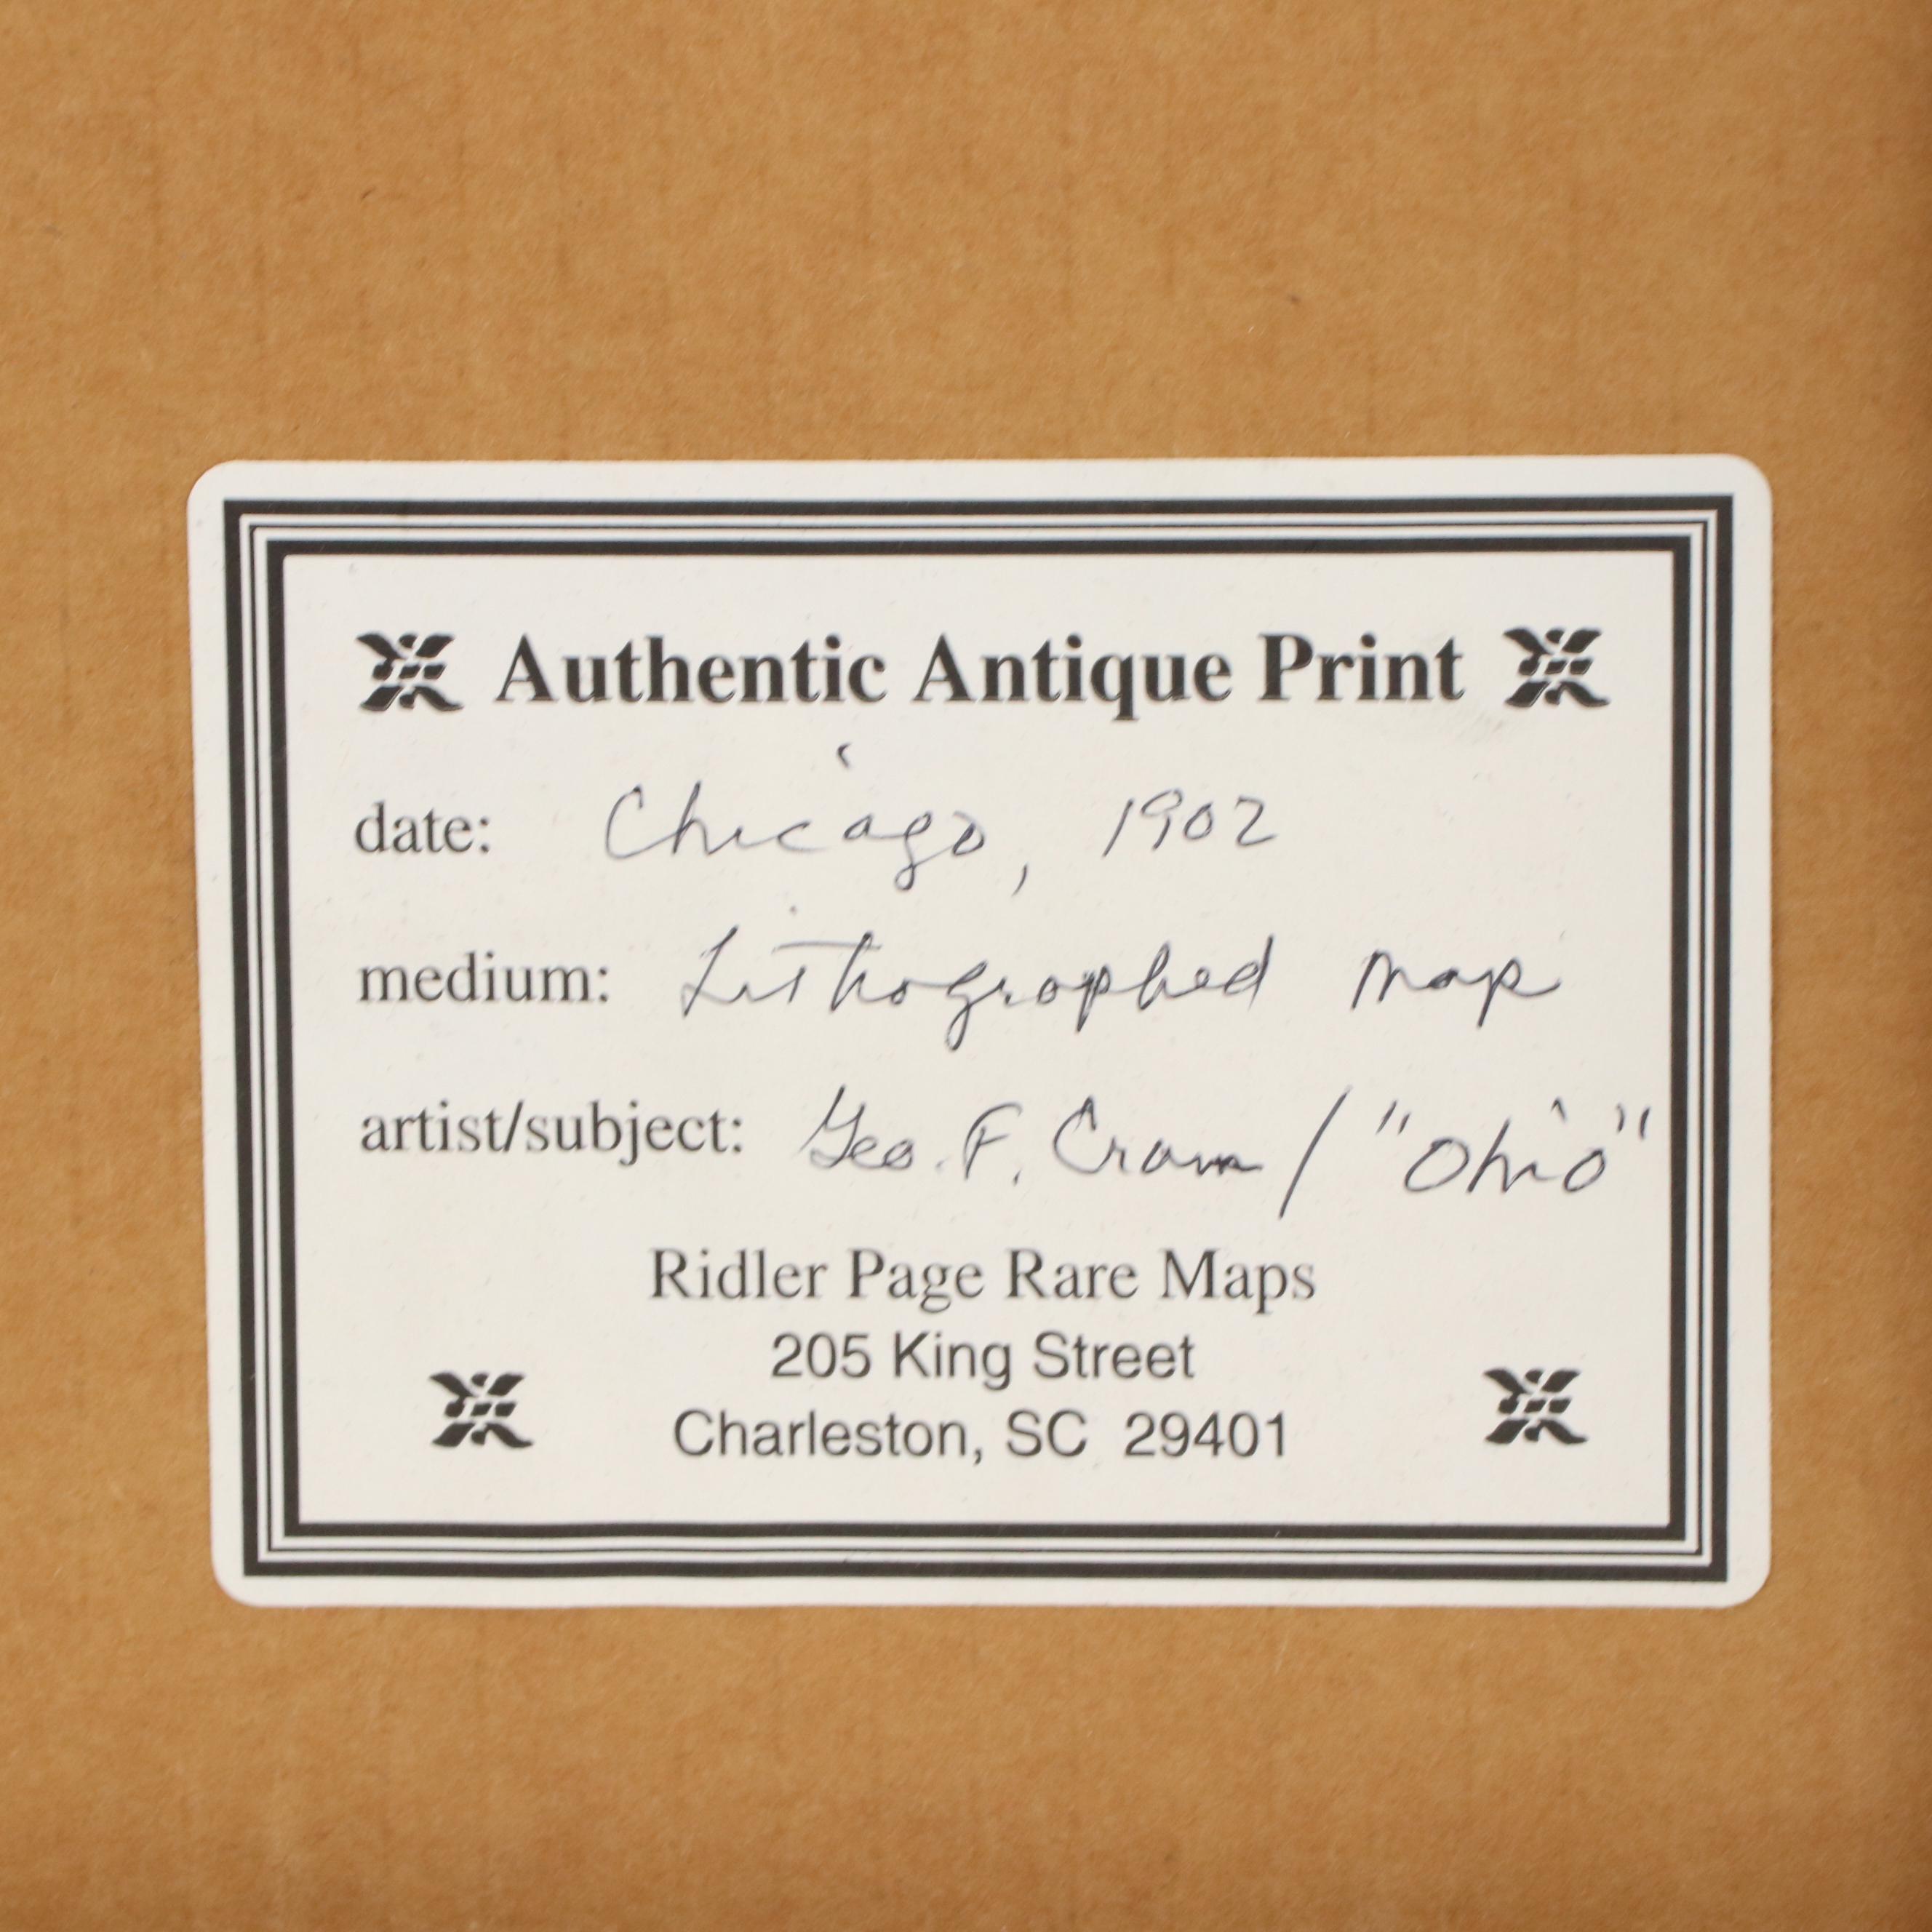 Authentic Antique Print
date: Chicago, 1902
medium: Lithographed Map
artist/subject: Geo. F. Cram / "Ohio"
Ridler Page Rare Maps
205 King Street
Charleston, SC 29401